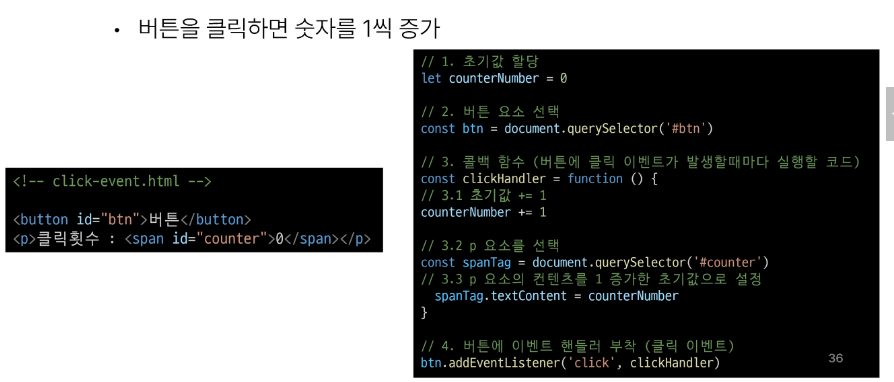 • 버튼을 클릭하면 숫자를 1씩 증가
<!-- click-event.html -->
<button id="btn">버튼</button>
<p>클릭횟수 : <span id="counter">0</span></p>
// 1. 초기값 할당
let counterNumber = 0
// 2. 버튼 요소 선택
const btn = document.querySelector('#btn')
// 3. 콜백 함수 (버튼에 클릭 이벤트가 발생할때마다 실행할 코드)
const clickHandler = function () {
// 3.1 초기값 += 1
counterNumber += 1
// 3.2 p 요소를 선택
const spanTag = document.querySelector('#counter')
// 3.3 p 요소의 컨텐츠를 1 증가한 초기값으로 설정
spanTag.textContent = counterNumber
}
// 4. 버튼에 이벤트 핸들러 부착 (클릭 이벤트)
btn.addEventListener('click', clickHandler)
36